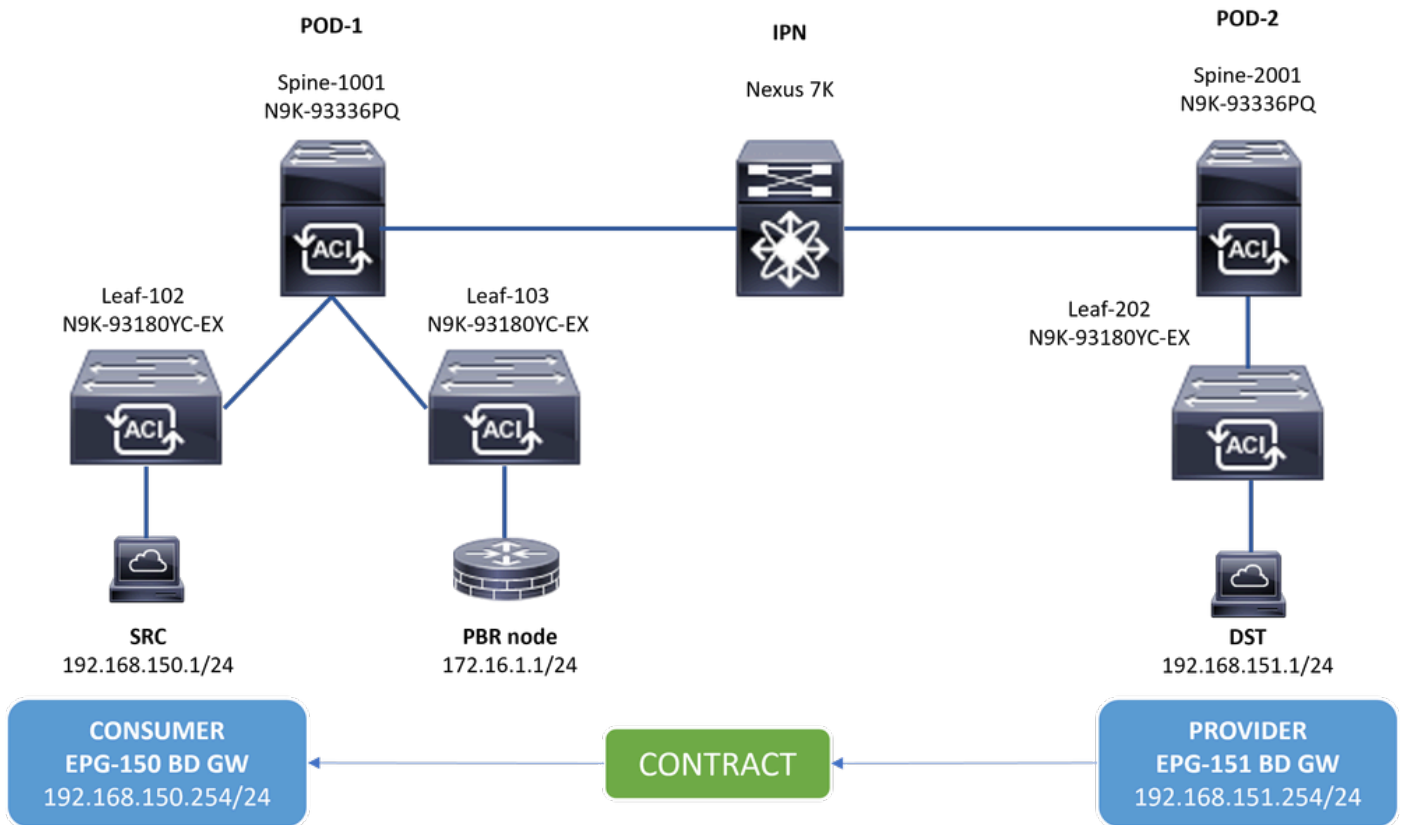 POD-1
IPN
POD-2
Spine-1001
N9K-93336PQ
Nexus 7K
Spine-2001
N9K-93336PQ
ACI
ACI
Leaf-102
N9K-93180YC-EX
Leaf-103
N9K-93180YC-EX
Leaf-202
N9K-93180YC-EX
ACI
ACI
ACI
SRC
192.168.150.1/24
PBR node
172.16.1.1/24
DST
192.168.151.1/24
CONSUMER
EPG-150 BD GW
192.168.150.254/24
CONTRACT
PROVIDER
EPG-151 BD GW
192.168.151.254/24